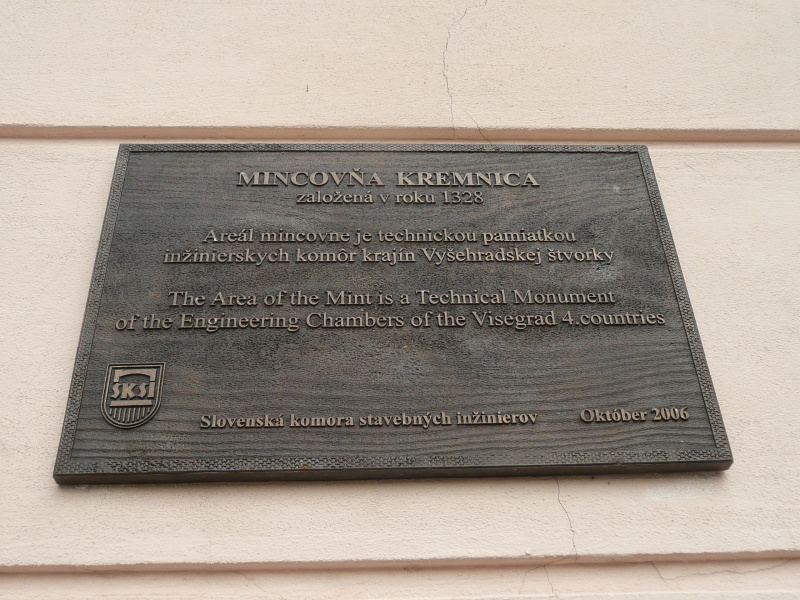 MINCOVŇA KREMNICA
založená v roku 1328
Areál mincovne je technickou pamiatkou
inžinierskych komôr krajín Vyšehradskej štvorky
The Area of the Mint is a Technical Monument
of the Engineering Chambers of the Visegrad 4.countries
SKSI
Slovenská komora stavebných inžinierov Október 2006